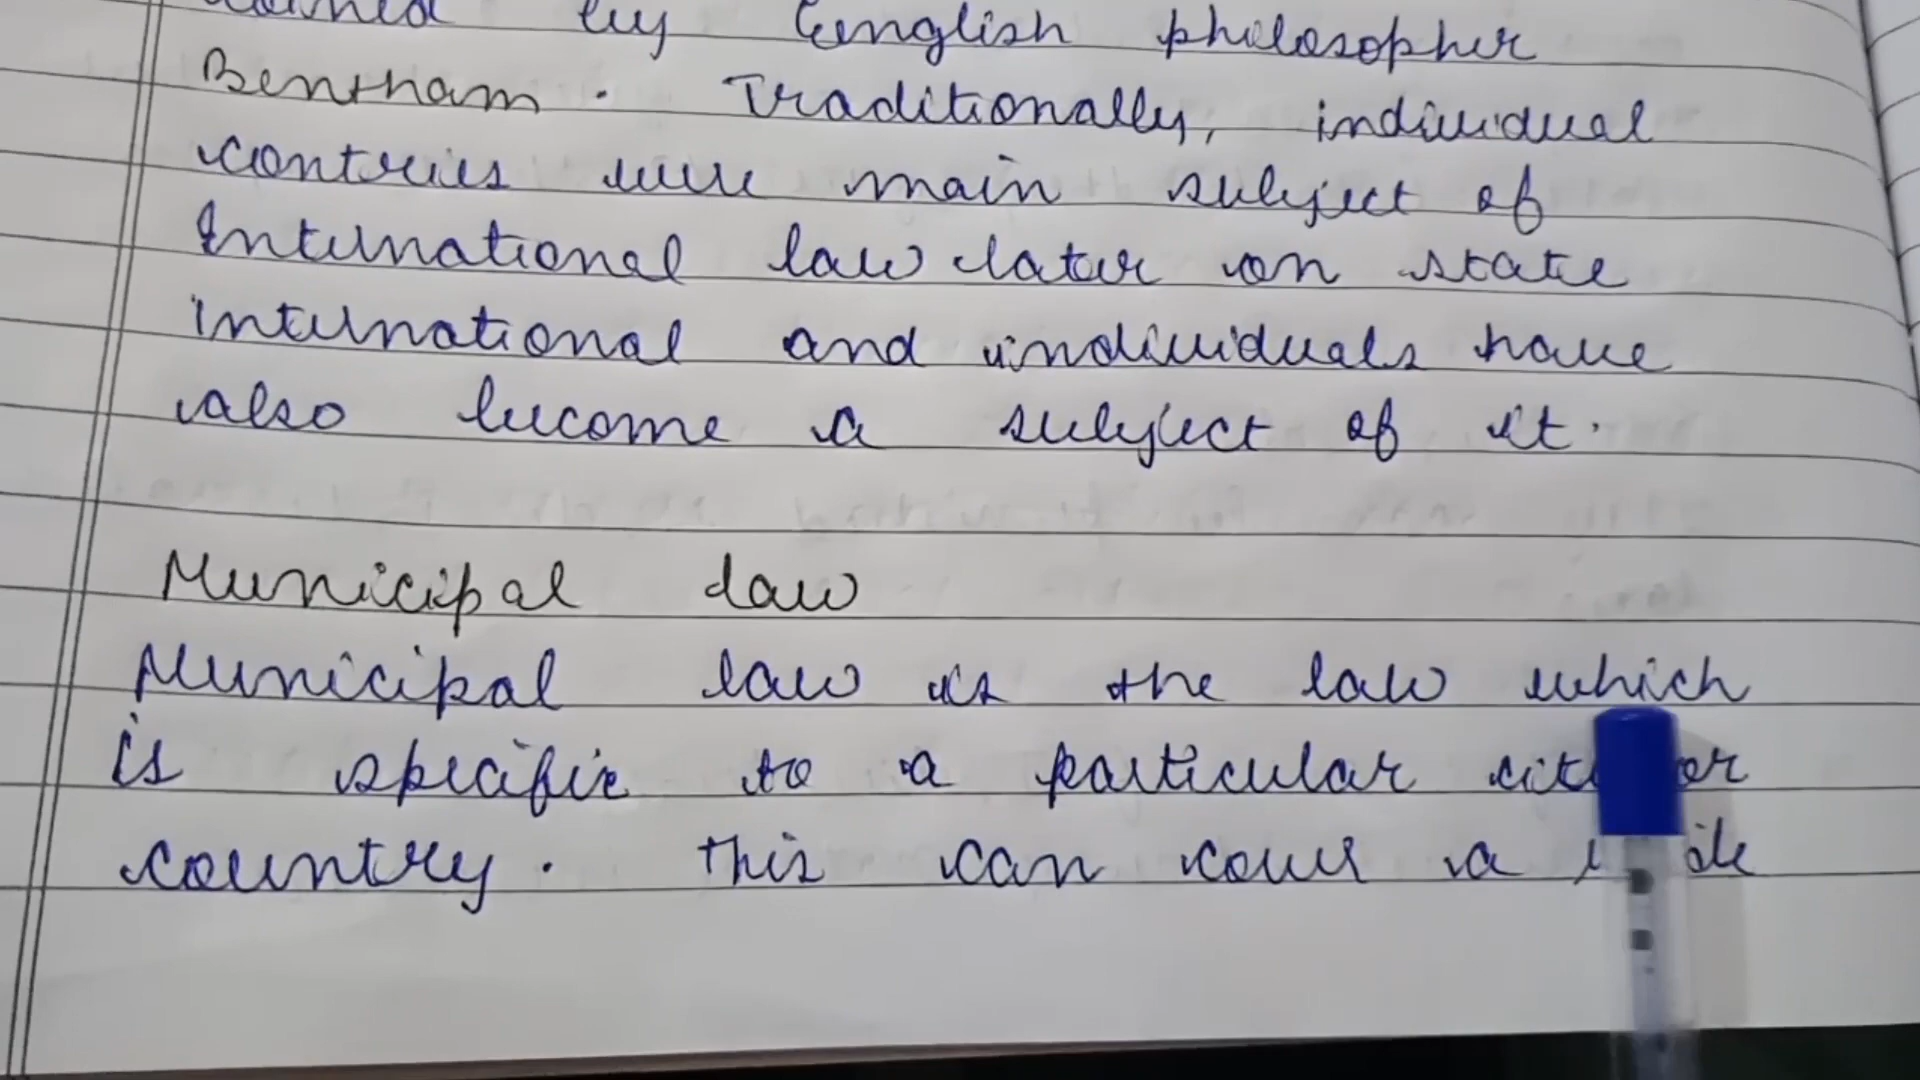 by English philosopher
Bentham. Traditionally, individual
contries were main subject of
International law later on state
international and individuals have
also become a subject of it.
Municipal law
Municipal law is the law which
is specific to a particular or
country. This can cover a